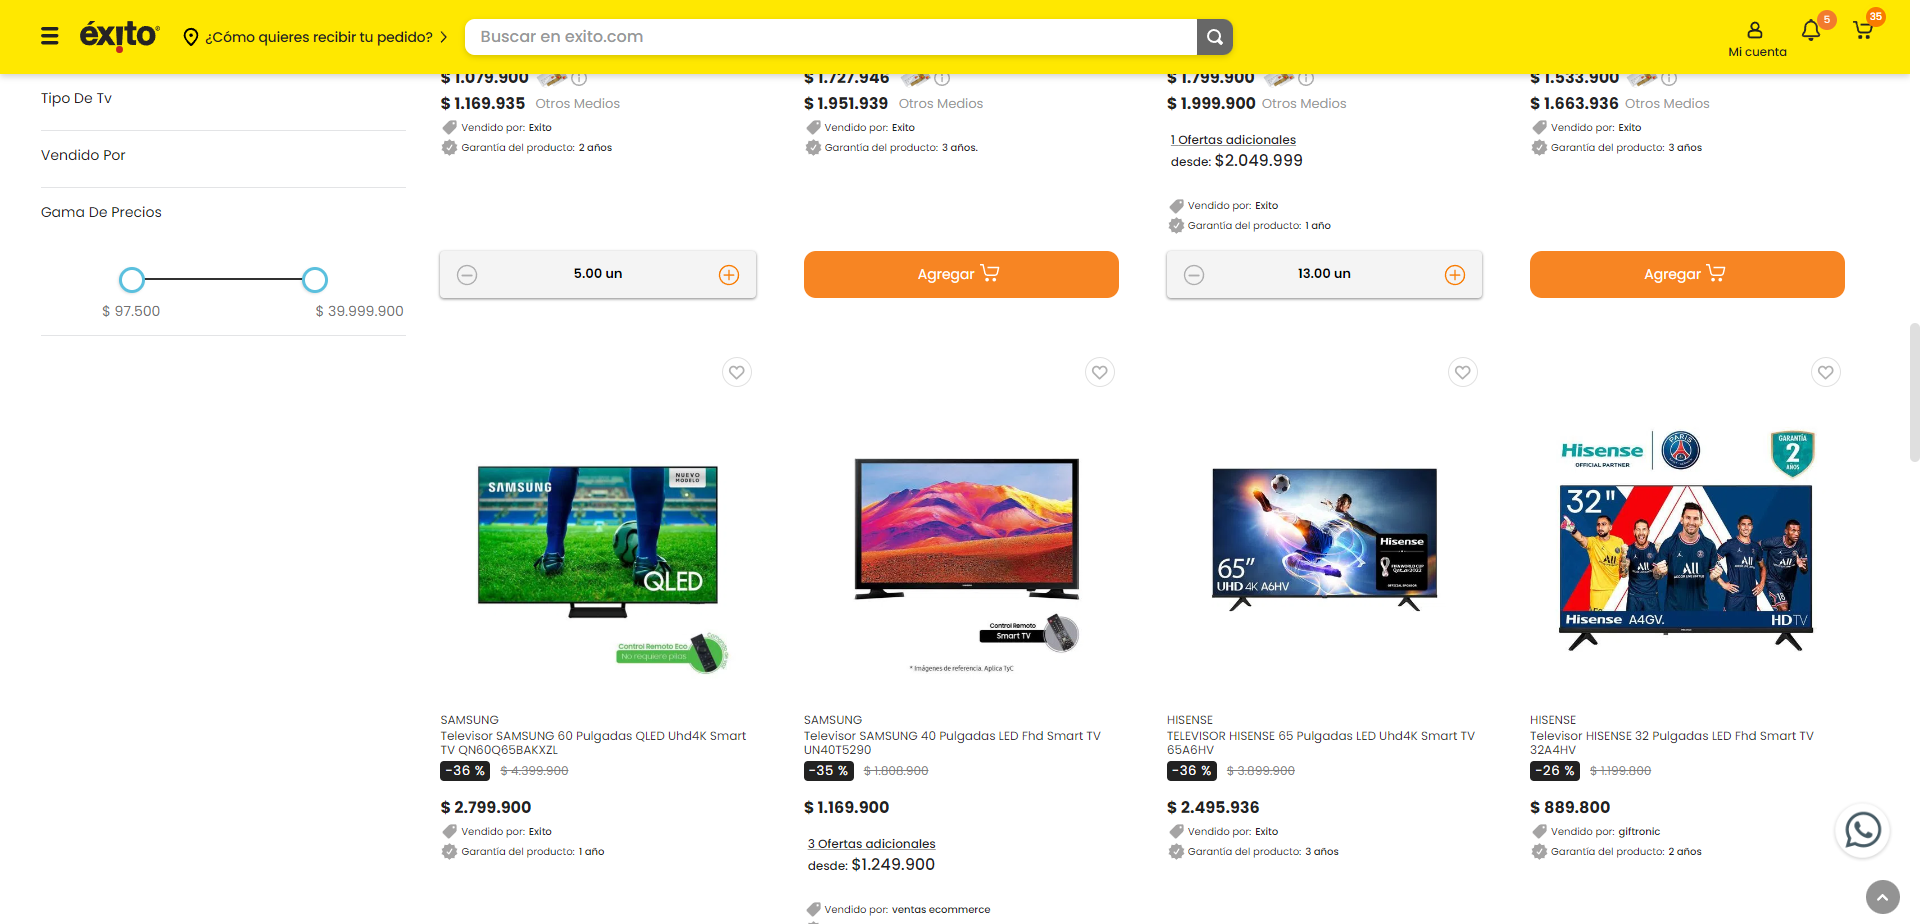 éxito
¿Cómo quieres recibir tu pedido?
Buscar en exito.com
Mi cuenta
5
35
Tipo De Tv
Vendido Por
Gama De Precios
$ 97.500
$ 39.999.900
$ 1.079.900
$ 1.169.935 Otros Medios
Vendido por: Exito
Garantía del producto: 2 años
5.00 un
$ 1.727.946
$ 1.951.939 Otros Medios
Vendido por: Exito
Garantía del producto: 3 años.
Agregar
$ 1.799.900
$ 1.999.900 Otros Medios
1 Ofertas adicionales
desde: $2.049.999
Vendido por: Exito
Garantía del producto: 1 año
13.00 un
$ 1.533.900
$ 1.663.936 Otros Medios
Vendido por: Exito
Garantía del producto: 3 años
Agregar
SAMSUNG
NUEVO
MODELO
QLED
Control Remoto Eco
No requiere pilas
SAMSUNG
Televisor SAMSUNG 60 Pulgadas QLED Uhd4K Smart
TV QN60Q65BAKXZL
-36 % $ 4.399.900
$ 2.799.900
Vendido por: Exito
Garantía del producto: 1 año
Control Remoto
Smart TV
* Imágenes de referencia. Aplica TyC
SAMSUNG
Televisor SAMSUNG 40 Pulgadas LED Fhd Smart TV
UN40T5290
-35 % $ 1.808.900
$ 1.169.900
3 Ofertas adicionales
desde: $1.249.900
Vendido por: ventas ecommerce
65”
UHD 4K A6HV
Hisense
FIFA WORLD CUP
Qatar2022
OFFICIAL SPONSOR
HISENSE
TELEVISOR HISENSE 65 Pulgadas LED Uhd4K Smart TV
65A6HV
-36 % $ 3.899.900
$ 2.495.936
Vendido por: Exito
Garantía del producto: 3 años
Hisense
OFFICIAL PARTNER
PARIS
GARANTÍA
2
AÑOS
32"
Hisense A4GV.
HDTV
HISENSE
Televisor HISENSE 32 Pulgadas LED Fhd Smart TV
32A4HV
-26 % $ 1.199.800
$ 889.800
Vendido por: giftronic
Garantía del producto: 2 años